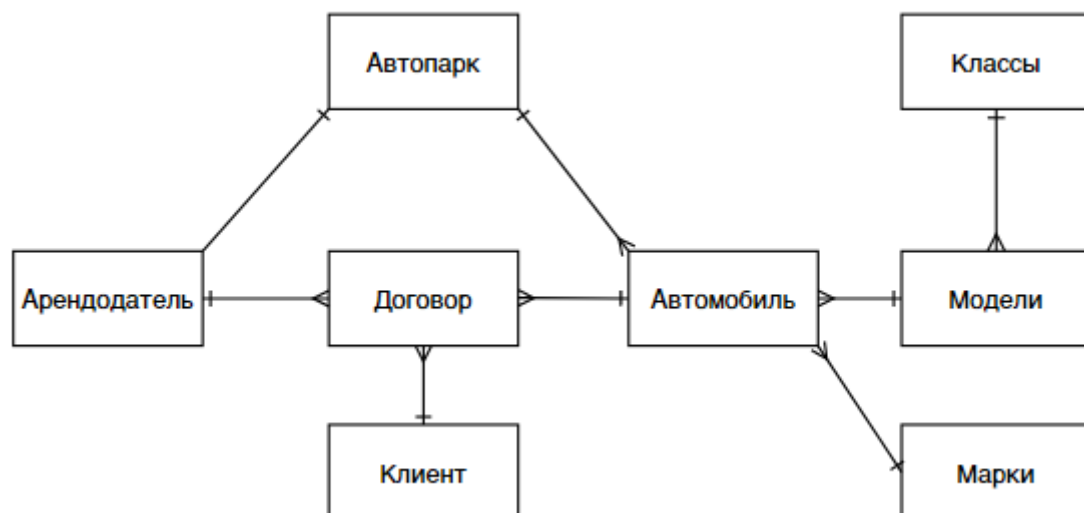 Автопарк
Классы
Арендодатель
Договор
Автомобиль
Модели
Клиент
Марки